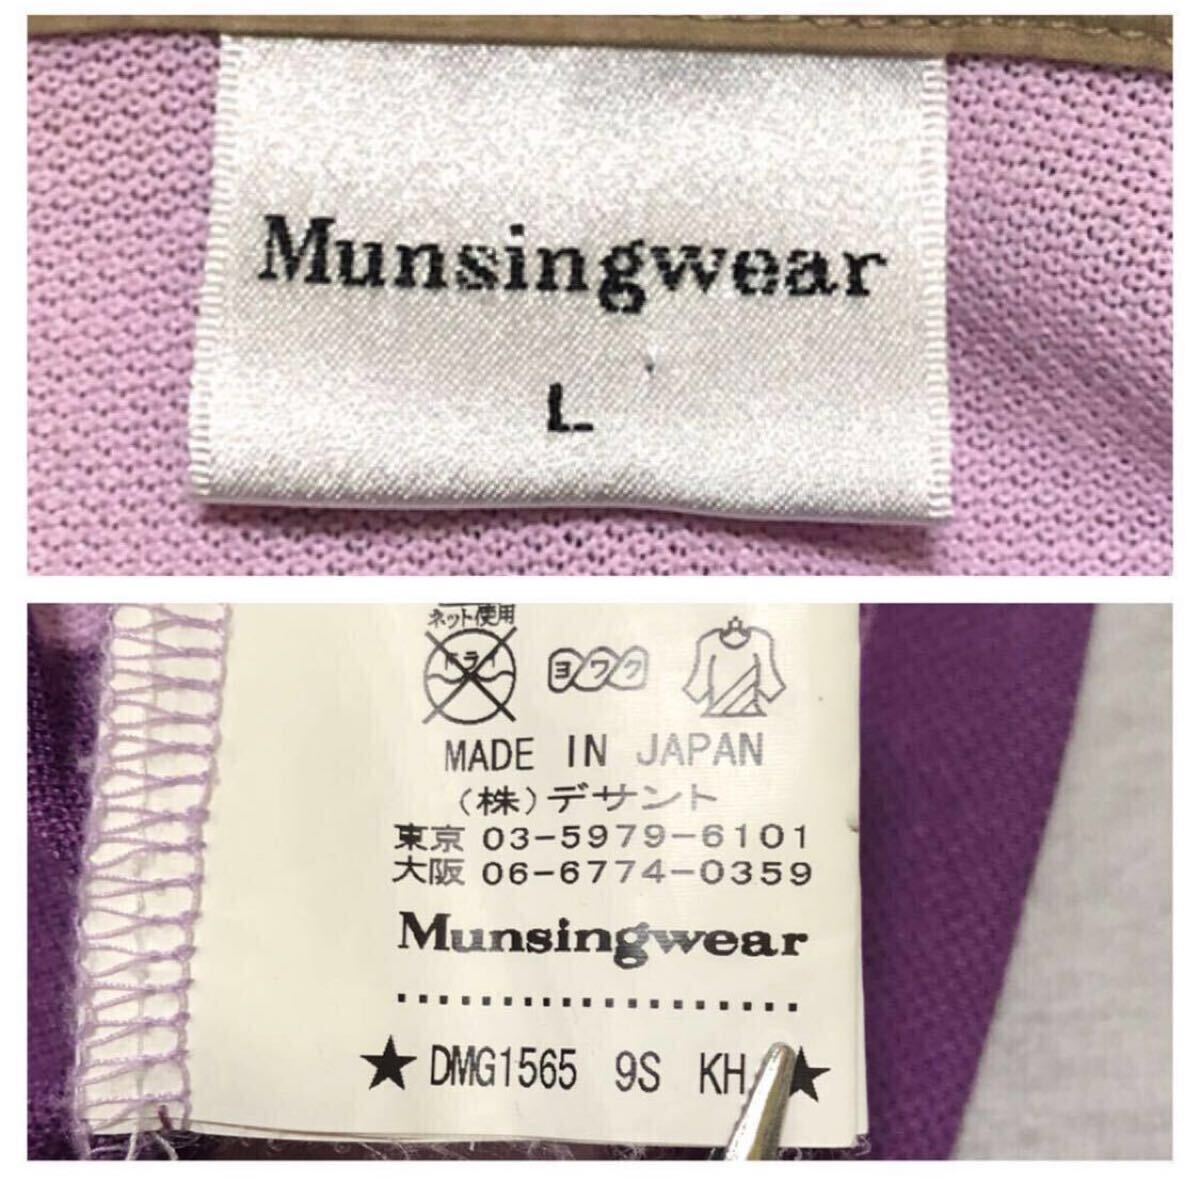 Munsingwear
L
ネット使用
ドライ
ヨワク
MADE IN JAPAN
(株)デサント
東京 03-5979-6101
大阪 06-6774-0359
Munsingwear
★DMG1565 9S KH ★